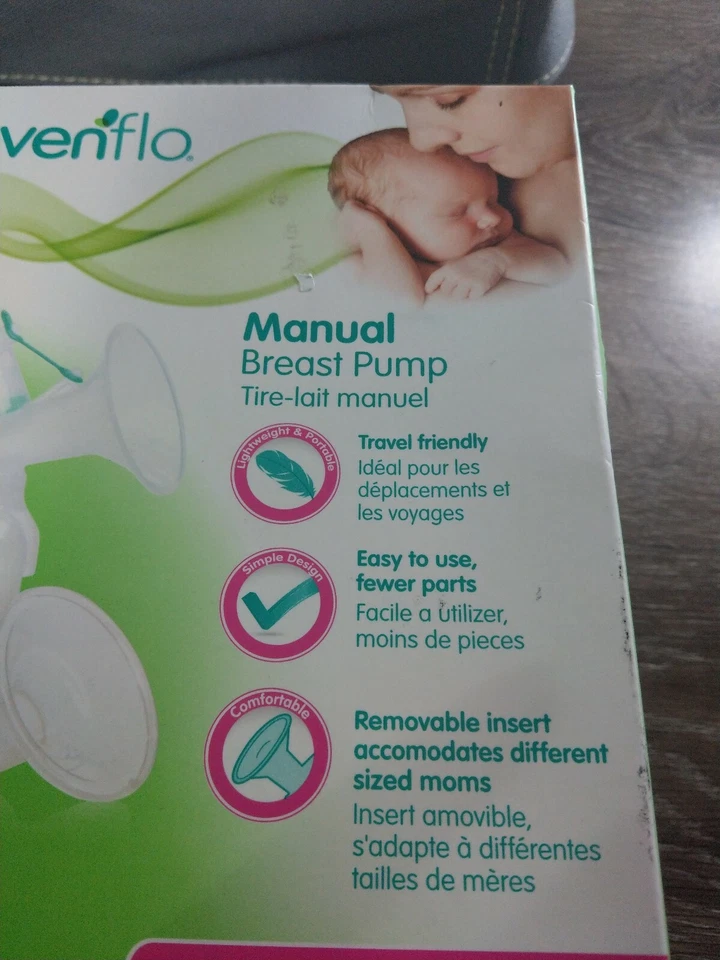 venflo
Manual
Breast Pump
Tire-lait manuel
Lightweight & Portable
Travel friendly
Idéal pour les
déplacements et
les voyages
Simple Design
Easy to use,
fewer parts
Facile a utilizer,
moins de pieces
Comfortable
Removable insert
accomodates different
sized moms
Insert amovible,
s'adapte à différentes
tailles de mères